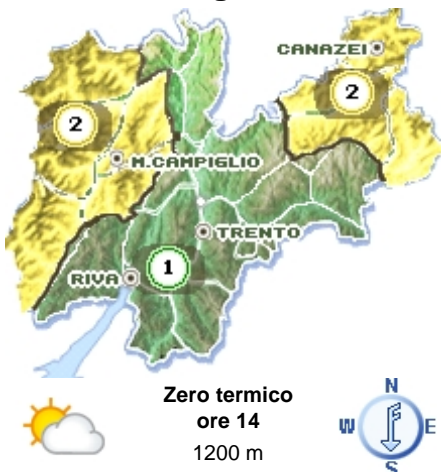 CANAZEI
2
2
M.CAMPIGLIO
TRENTO
1
RIVA
Zero termico
ore 14
1200 m
N
W E
S